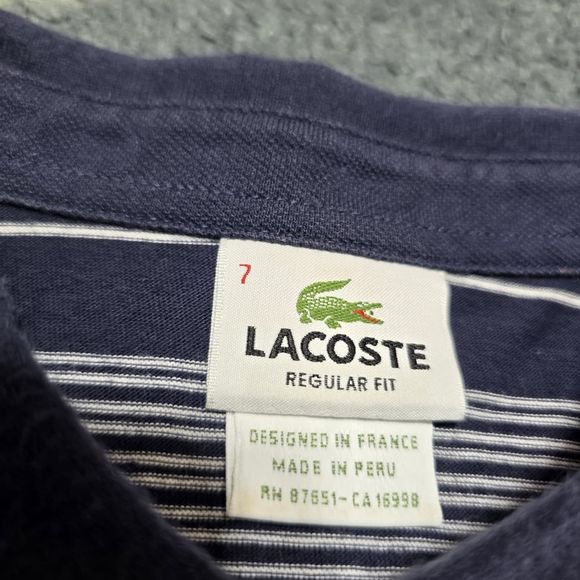 7
LACOSTE
REGULAR FIT
DESIGNED IN FRANCE
MADE IN PERU
RN 87651-CA 16998